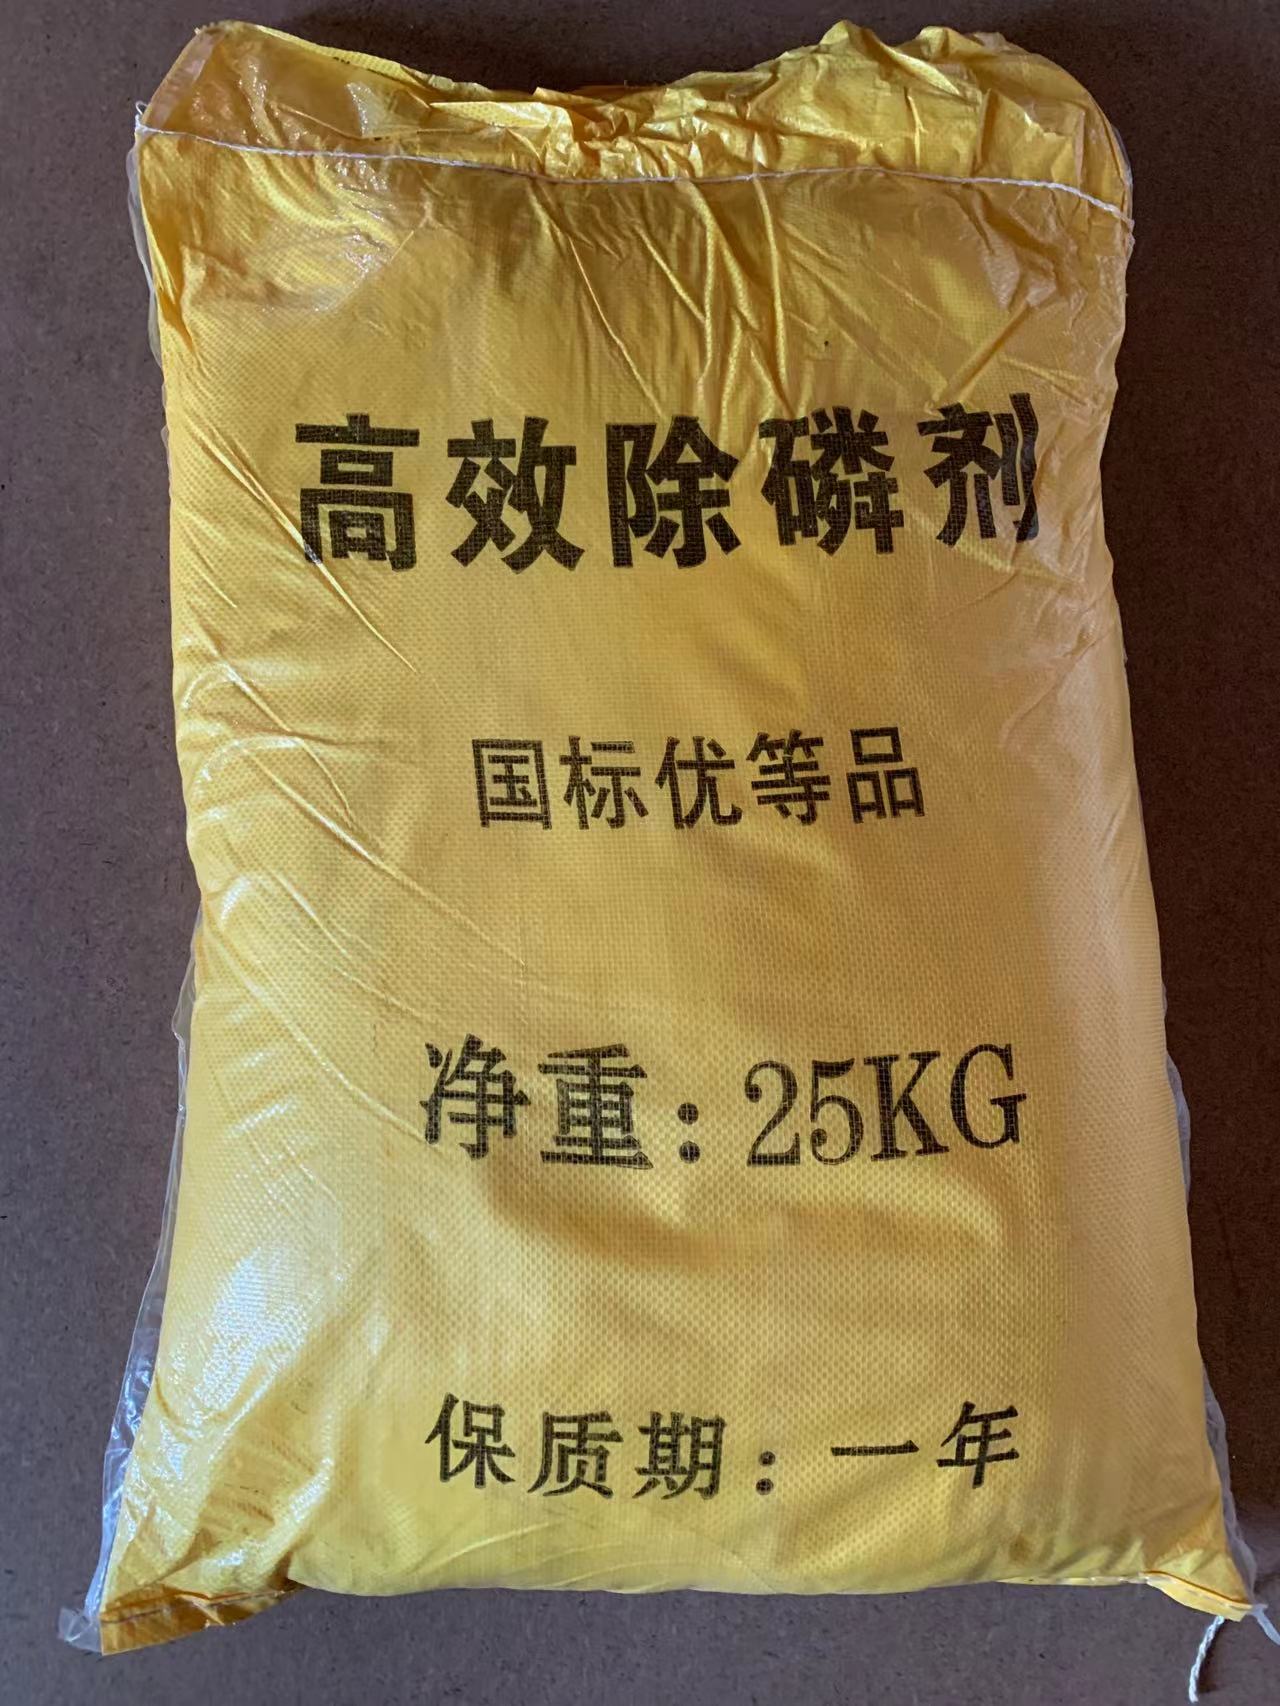 高效除磷剂
国标优等品
净重：25KG
保质期：一年